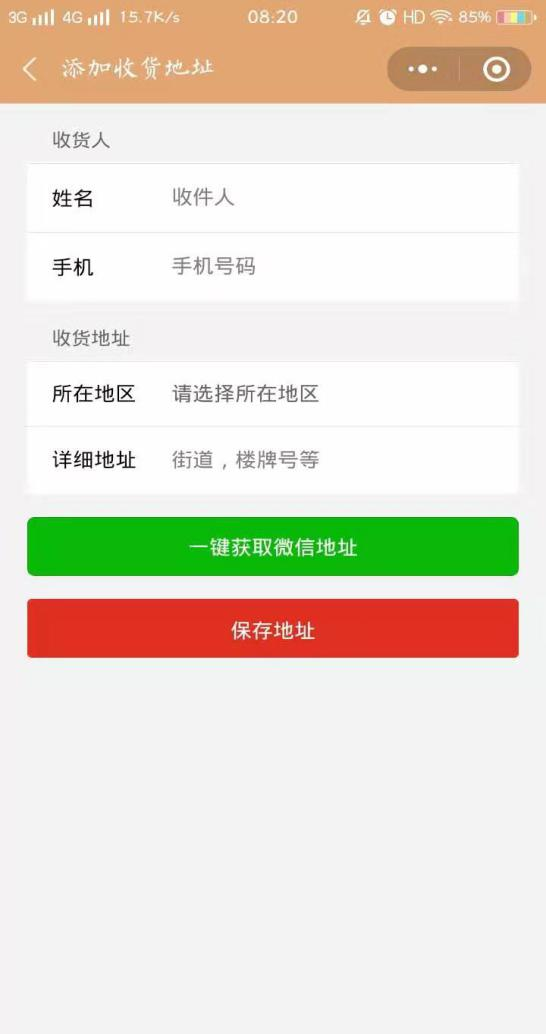 3G 4G 15.7K/s 08:20 HD 85%
添加收货地址
收货人
姓名 收件人
手机 手机号码
收货地址
所在地区 请选择所在地区
详细地址 街道，楼牌号等
一键获取微信地址
保存地址